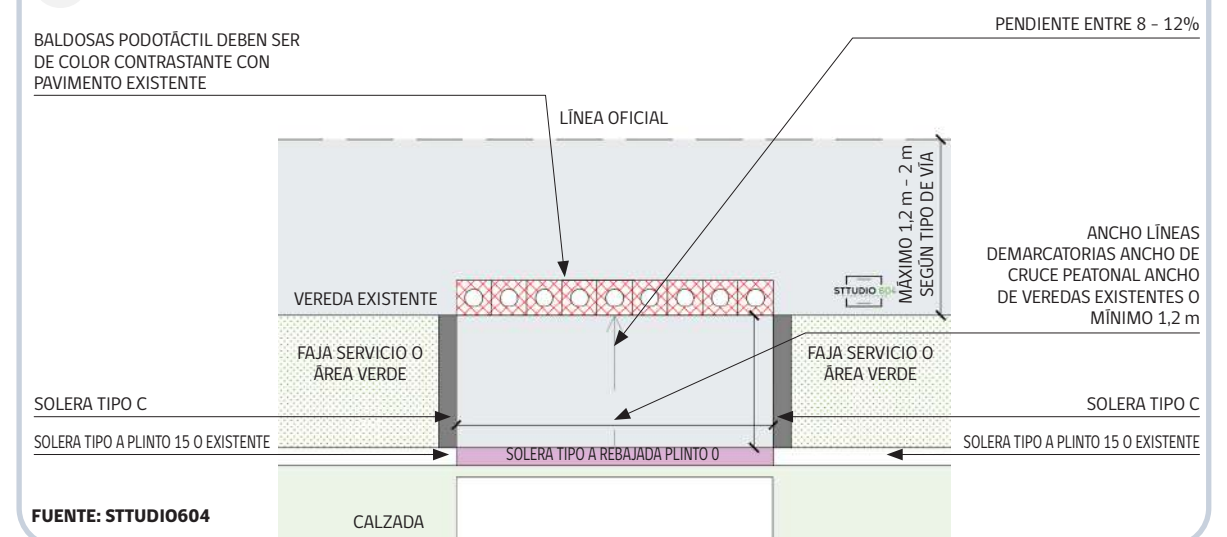 PENDIENTE ENTRE 8 - 12%
BALDOSAS PODOTÁCTIL DEBEN SER
DE COLOR CONTRASTANTE CON
PAVIMENTO EXISTENTE
LÍNEA OFICIAL
MÁXIMO 1,2 m - 2 m
SEGÚN TIPO DE VÍA
ANCHO LÍNEAS
DEMARCATORIAS ANCHO DE
CRUCE PEATONAL ANCHO
DE VEREDAS EXISTENTES O
MÍNIMO 1,2 m
STTUDIO 604
VEREDA EXISTENTE
FAJA SERVICIO O
ÁREA VERDE
FAJA SERVICIO O
ÁREA VERDE
SOLERA TIPO C
SOLERA TIPO C
SOLERA TIPO A PLINTO 15 O EXISTENTE
SOLERA TIPO A REBAJADA PLINTO 0
SOLERA TIPO A PLINTO 15 O EXISTENTE
FUENTE: STTUDIO604
CALZADA